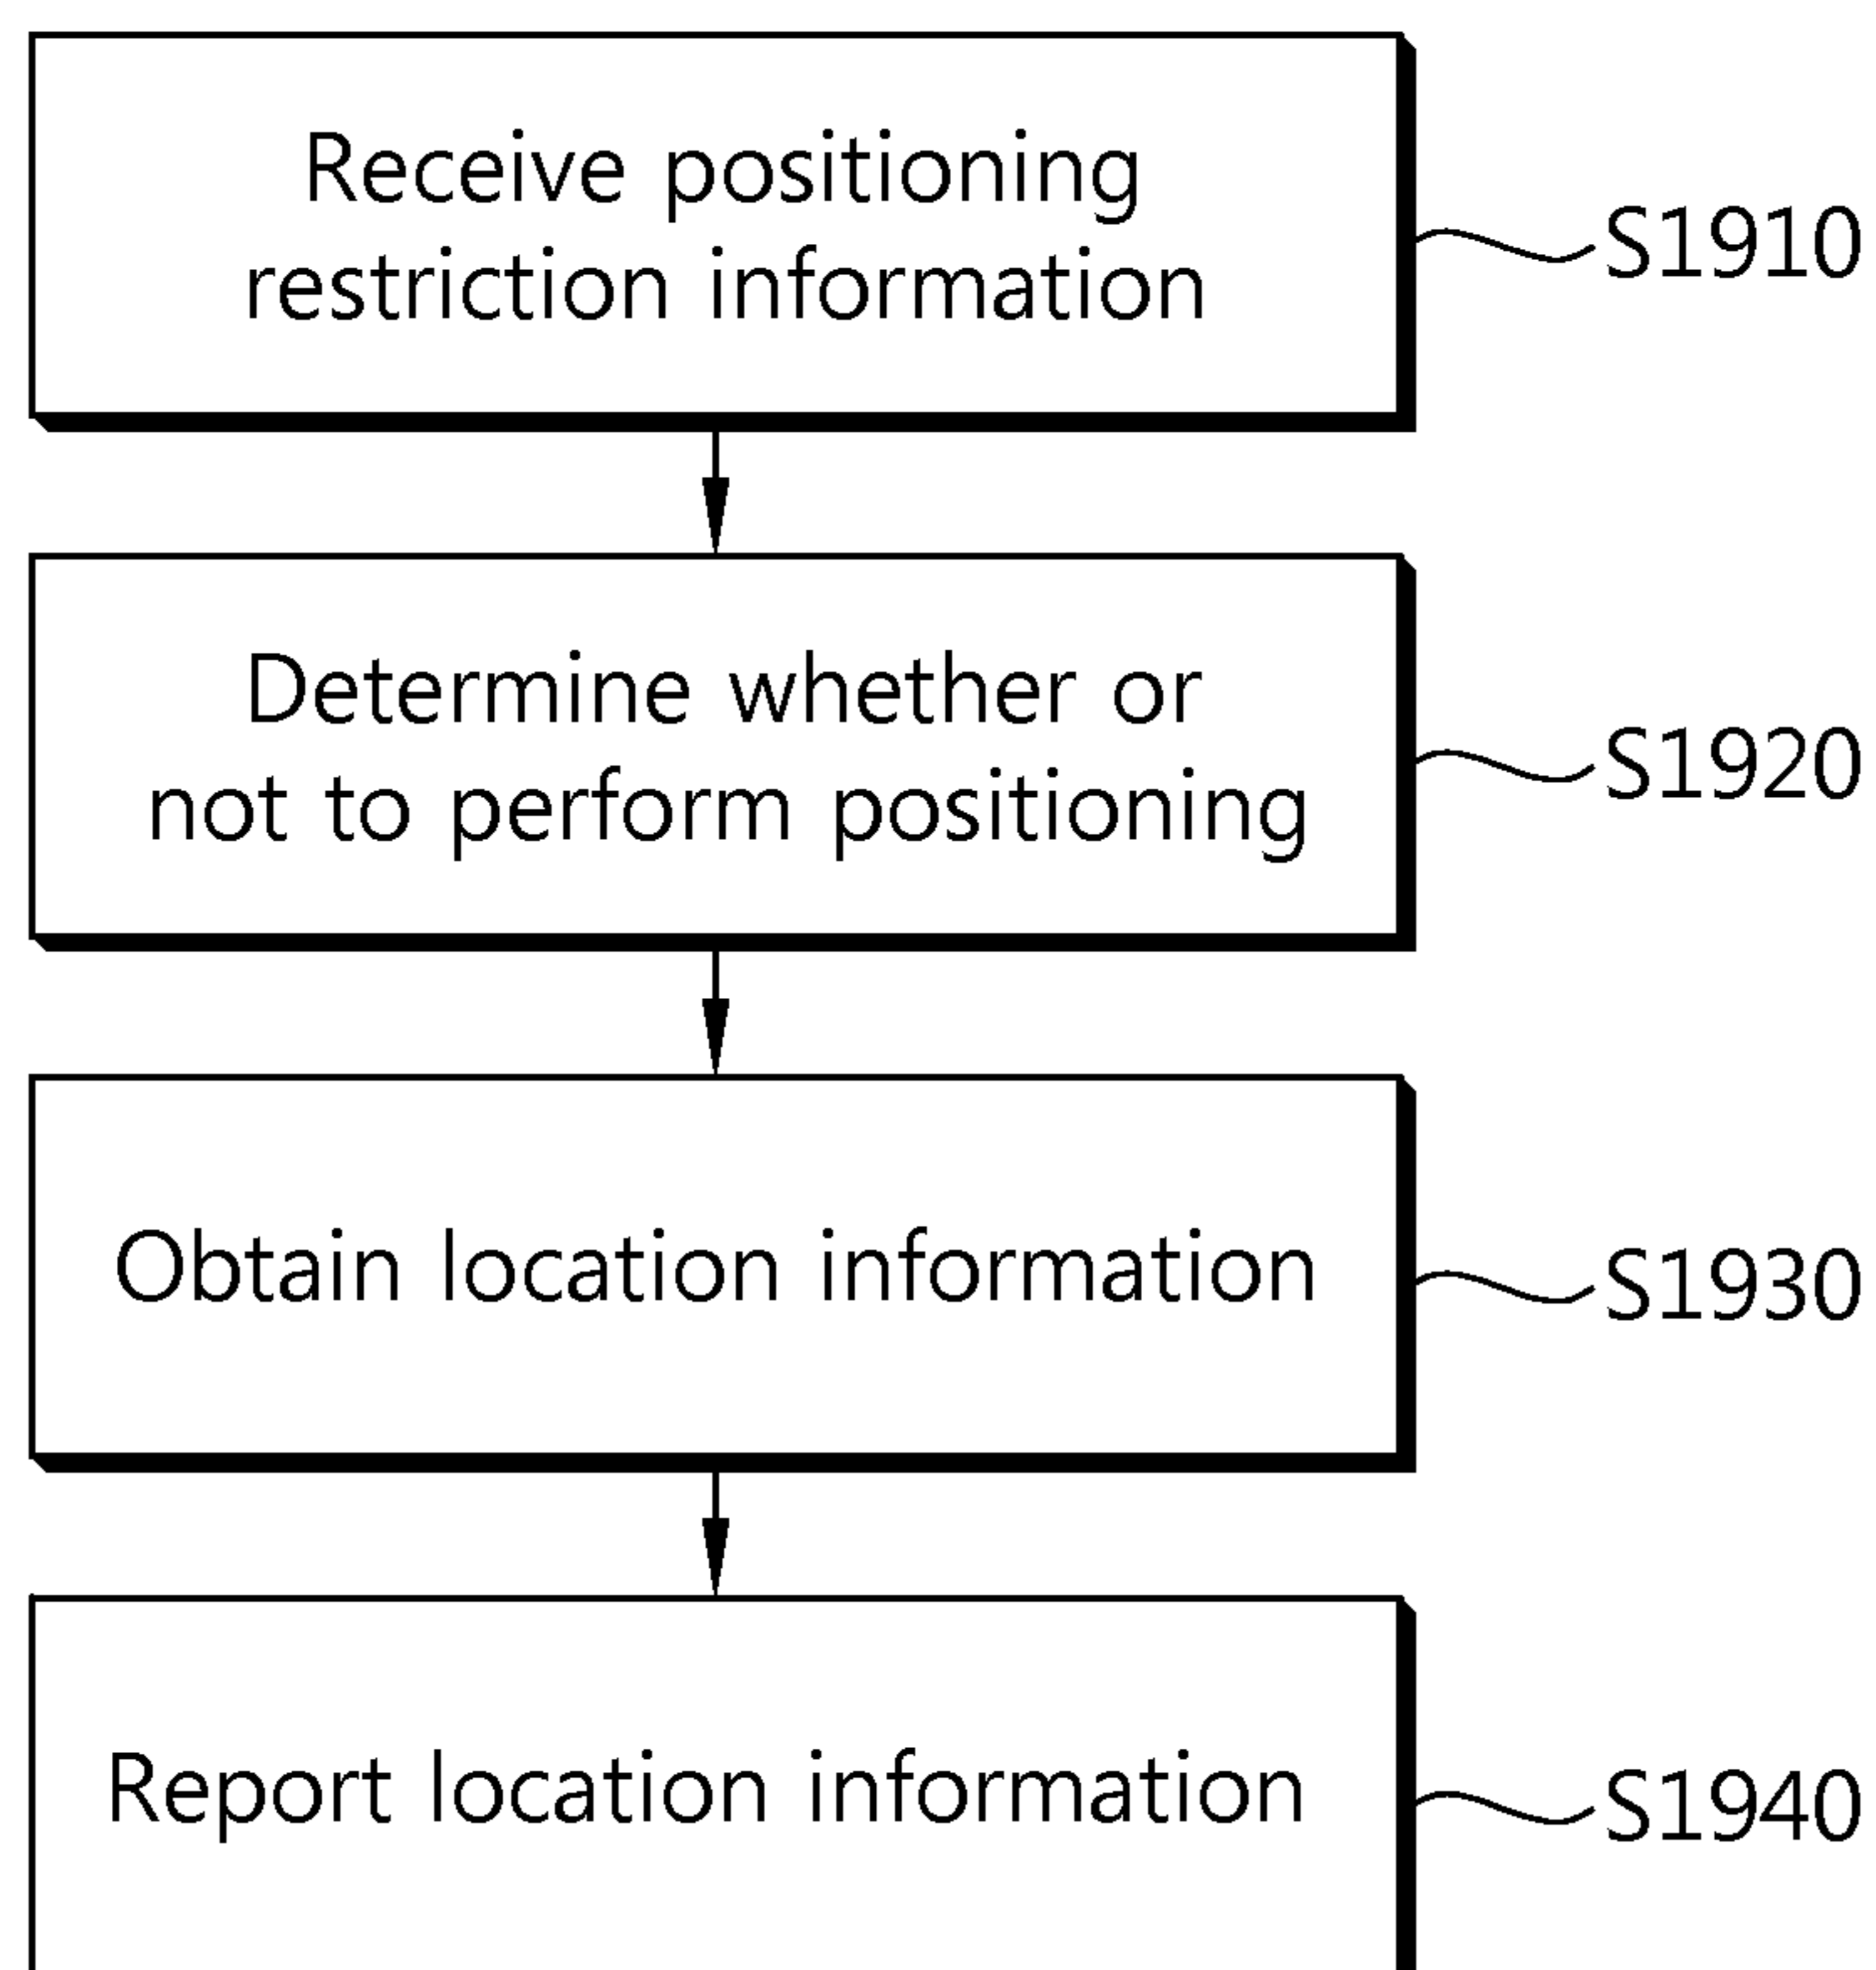 Receive positioning
restriction information
S1910
Determine whether or
not to perform positioning
S1920
Obtain location information
S1930
Report location information
S1940